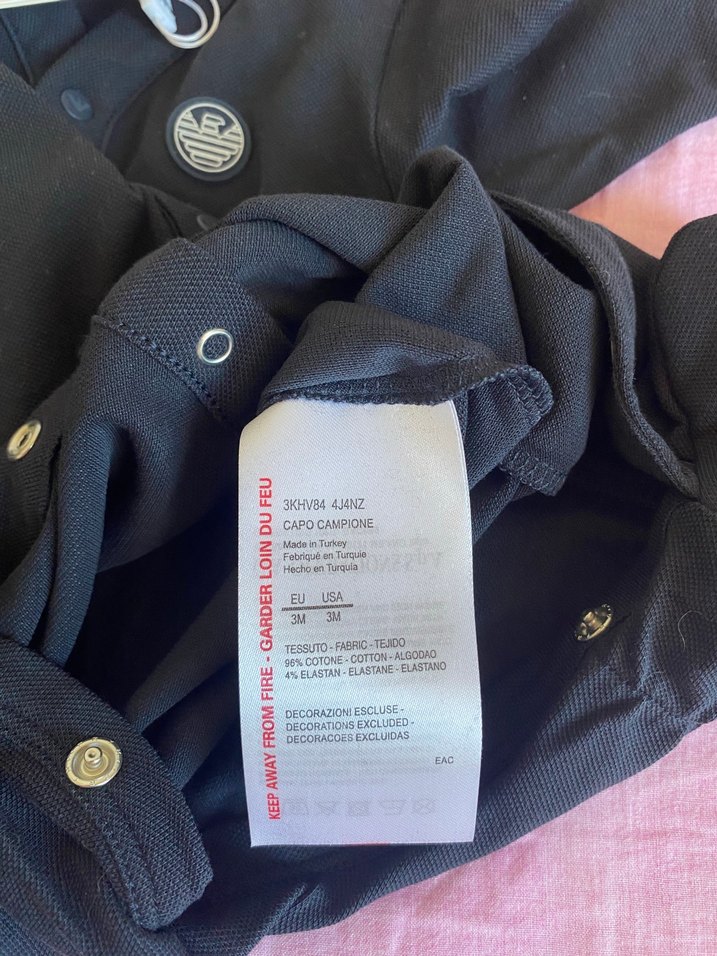 KEEP AWAY FROM FIRE - GARDER LOIN DU FEU
3KHV84 4J4NZ
CAPO CAMPIONE
Made in Turkey
Fabriqué en Turquie
Hecho en Turquia
EU USA
3M 3M
TESSUTO - FABRIC - TEJIDO
96% COTONE - COTTON - ALGODAO
4% ELASTAN - ELASTANE - ELASTANO
DECORAZIONI ESCLUSE -
DECORATIONS EXCLUDED -
DECORACOES EXCLUIDAS
EAC